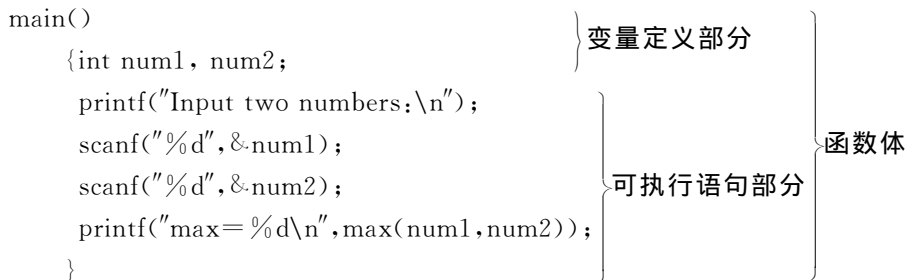 main()
{int num1, num2;
变量定义部分
printf("Input two numbers:\n");
scanf("%d",&num1);
scanf("%d",&num2);
printf("max=%d\n",max(num1,num2));
}
可执行语句部分
函数体